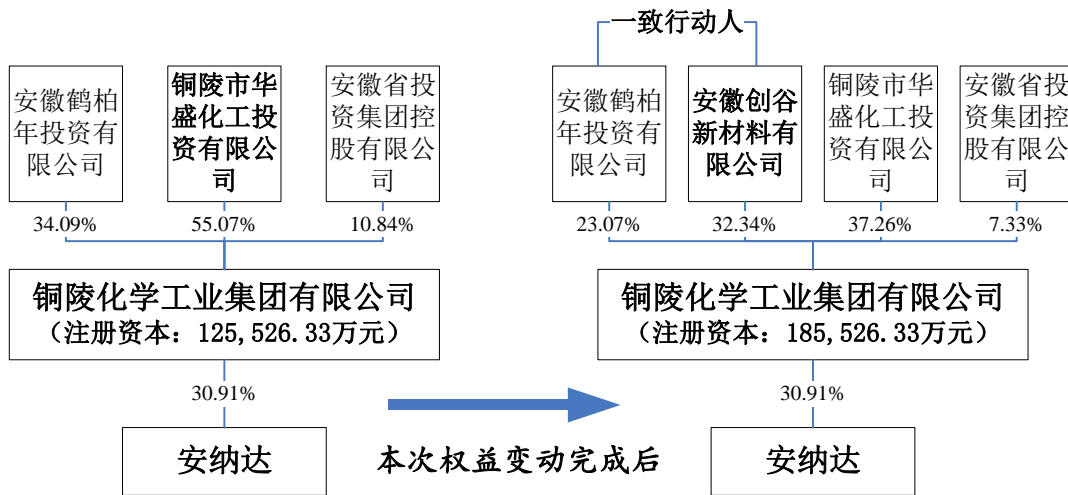 一致行动人
安徽鹤柏
年投资有
限公司
铜陵市华
盛化工投
资有限公
司
安徽省投
资集团控
股有限公
司
安徽鹤柏
年投资有
限公司
安徽创谷
新材料有
限公司
铜陵市华
盛化工投
资有限公
司
安徽省投
资集团控
股有限公
司
34.09%
55.07%
10.84%
23.07%
32.34%
37.26%
7.33%
铜陵化学工业集团有限公司
（注册资本：125,526.33万元）
铜陵化学工业集团有限公司
（注册资本：185,526.33万元）
30.91%
30.91%
安纳达
本次权益变动完成后
安纳达